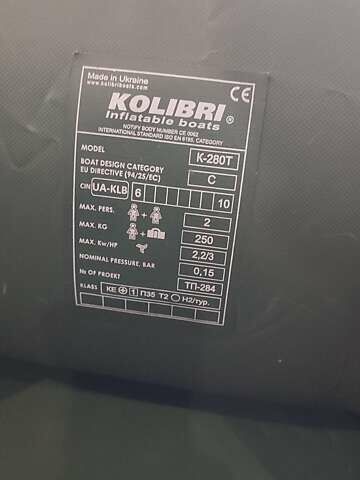 Made in Ukraine
www.kolibriboats.com
CE
KOLIBRI®
Inflatable boats
NOTIFY BODY NUMBER CE 0062
INTERNATIONAL STANDARD ISO EN 6185, CATEGORY
MODEL K-280T
BOAT DESIGN CATEGORY
EU DIRECTIVE (94/25/EC) C
CIN UA-KLB 6 10
MAX. PERS. + 2
MAX. KG + 250
MAX. Kw/HP 2,2/3
NOMINAL PRESSURE, BAR 0,15
№ OF PROEKT ТП-284
KLASS КЕ 1 П35 Т2 Н2/тур.